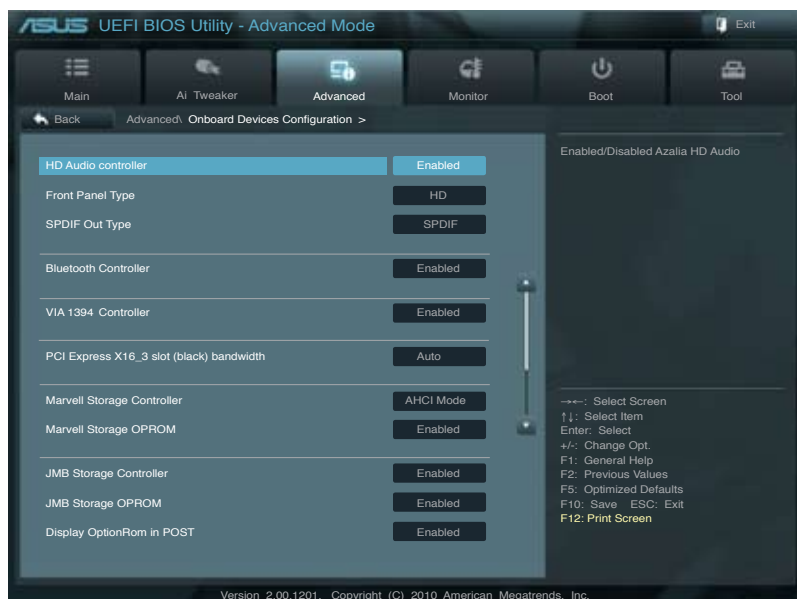 ASUS UEFI BIOS Utility - Advanced Mode
Exit
Main
Ai Tweaker
Advanced
Monitor
Boot
Tool
Back
Advanced\ Onboard Devices Configuration >
HD Audio controller Enabled
Front Panel Type HD
SPDIF Out Type SPDIF
Bluetooth Controller Enabled
VIA 1394 Controller Enabled
PCI Express X16_3 slot (black) bandwidth Auto
Marvell Storage Controller AHCI Mode
Marvell Storage OPROM Enabled
JMB Storage Controller Enabled
JMB Storage OPROM Enabled
Display OptionRom in POST Enabled
Enabled/Disabled Azalia HD Audio
→←: Select Screen
↑↓: Select Item
Enter: Select
+/-: Change Opt.
F1: General Help
F2: Previous Values
F5: Optimized Defaults
F10: Save ESC: Exit
F12: Print Screen
Version 2.00.1201. Copyright (C) 2010 American Megatrends, Inc.